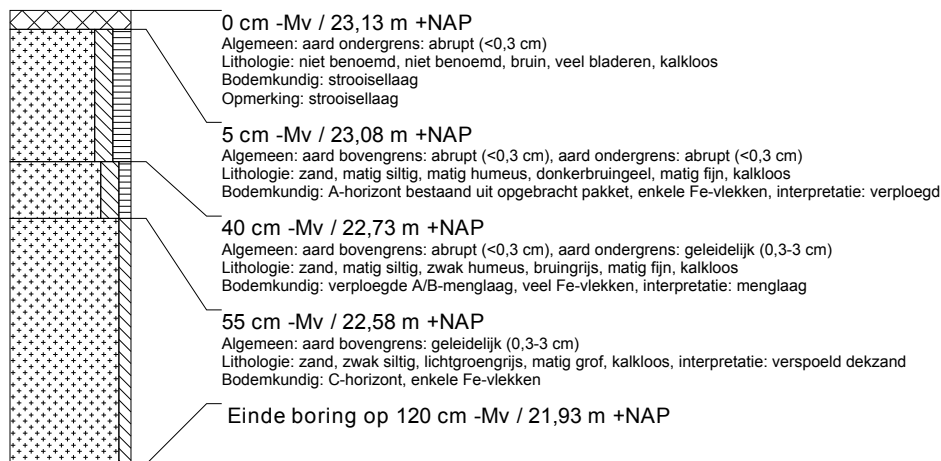 0 cm -Mv / 23,13 m +NAP
Algemeen: aard ondergrens: abrupt (<0,3 cm)
Lithologie: niet benoemd, niet benoemd, bruin, veel bladeren, kalkloos
Bodemkundig: strooisellaag
Opmerking: strooisellaag
5 cm -Mv / 23,08 m +NAP
Algemeen: aard bovengrens: abrupt (<0,3 cm), aard ondergrens: abrupt (<0,3 cm)
Lithologie: zand, matig siltig, matig humeus, donkerbruingeel, matig fijn, kalkloos
Bodemkundig: A-horizont bestaand uit opgebracht pakket, enkele Fe-vlekken, interpretatie: verploegd
40 cm -Mv / 22,73 m +NAP
Algemeen: aard bovengrens: abrupt (<0,3 cm), aard ondergrens: geleidelijk (0,3-3 cm)
Lithologie: zand, matig siltig, zwak humeus, bruingrijs, matig fijn, kalkloos
Bodemkundig: verploegde A/B-menglaag, veel Fe-vlekken, interpretatie: menglaag
55 cm -Mv / 22,58 m +NAP
Algemeen: aard bovengrens: geleidelijk (0,3-3 cm)
Lithologie: zand, zwak siltig, lichtgroengrijs, matig grof, kalkloos, interpretatie: verspoeld dekzand
Bodemkundig: C-horizont, enkele Fe-vlekken
Einde boring op 120 cm -Mv / 21,93 m +NAP